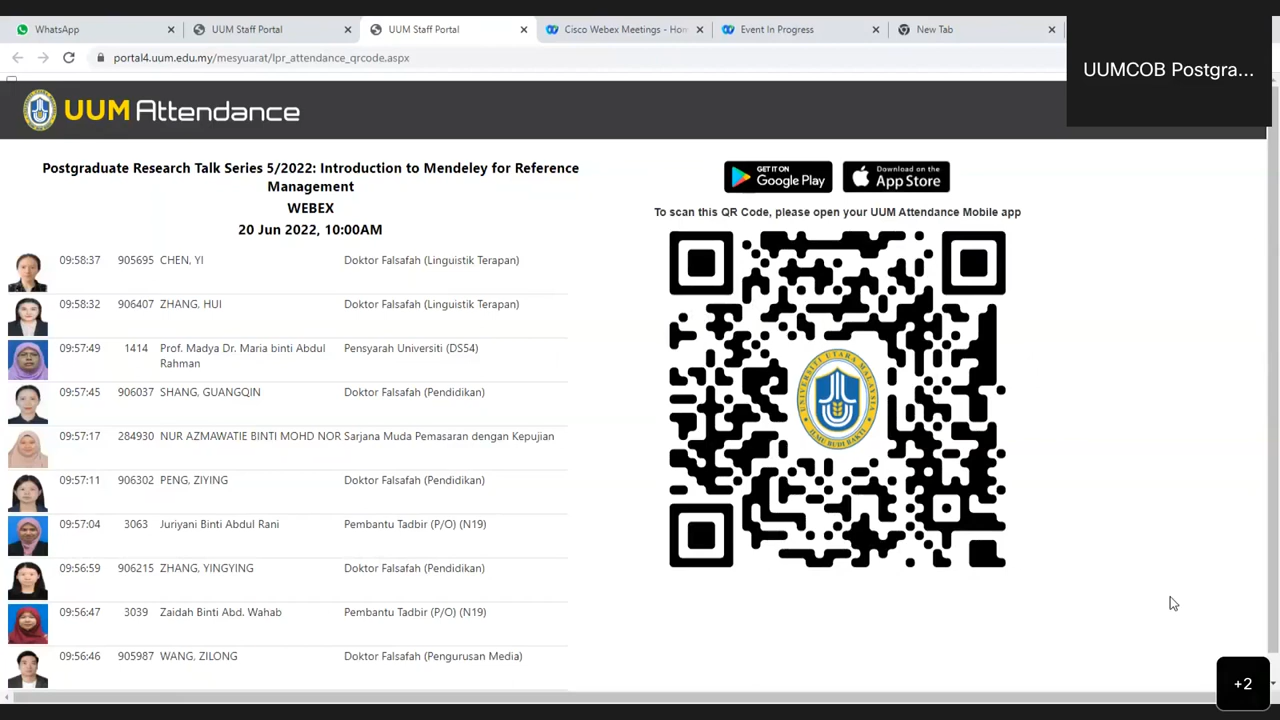 WhatsApp
UUM Staff Portal
UUM Staff Portal
Cisco Webex Meetings - Hom
Event In Progress
New Tab
portal4.uum.edu.my/mesyuarat/lpr_attendance_qrcode.aspx
UUMCOB Postgra...
UUM Attendance
Postgraduate Research Talk Series 5/2022: Introduction to Mendeley for Reference
Management
WEBEX
20 Jun 2022, 10:00AM
09:58:37 905695 CHEN, YI Doktor Falsafah (Linguistik Terapan)
09:58:32 906407 ZHANG, HUI Doktor Falsafah (Linguistik Terapan)
09:57:49 1414 Prof. Madya Dr. Maria binti Abdul Pensyarah Universiti (DS54)
Rahman
09:57:45 906037 SHANG, GUANGQIN Doktor Falsafah (Pendidikan)
09:57:17 284930 NUR AZMAWATIE BINTI MOHD NOR Sarjana Muda Pemasaran dengan Kepujian
09:57:11 906302 PENG, ZIYING Doktor Falsafah (Pendidikan)
09:57:04 3063 Juriyani Binti Abdul Rani Pembantu Tadbir (P/O) (N19)
09:56:59 906215 ZHANG, YINGYING Doktor Falsafah (Pendidikan)
09:56:47 3039 Zaidah Binti Abd. Wahab Pembantu Tadbir (P/O) (N19)
09:56:46 905987 WANG, ZILONG Doktor Falsafah (Pengurusan Media)
GET IT ON
Google Play
Download on the
App Store
To scan this QR Code, please open your UUM Attendance Mobile app
UNIVERSITI UTARA MALAYSIA
ILMU BUDI BAKTI
+2